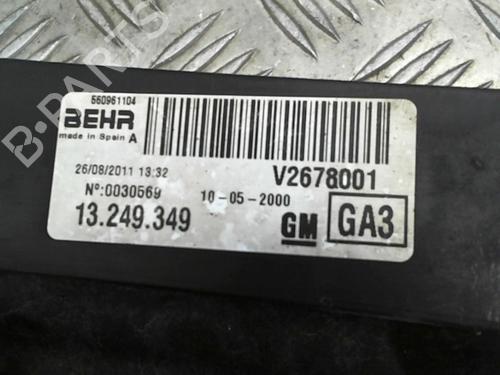 560961104
BEHR
made in Spain A
26/08/2011 13:32
V2678001
Nº:0030569
10-05-2000
13.249.349
GM
GA3
B-PARTS